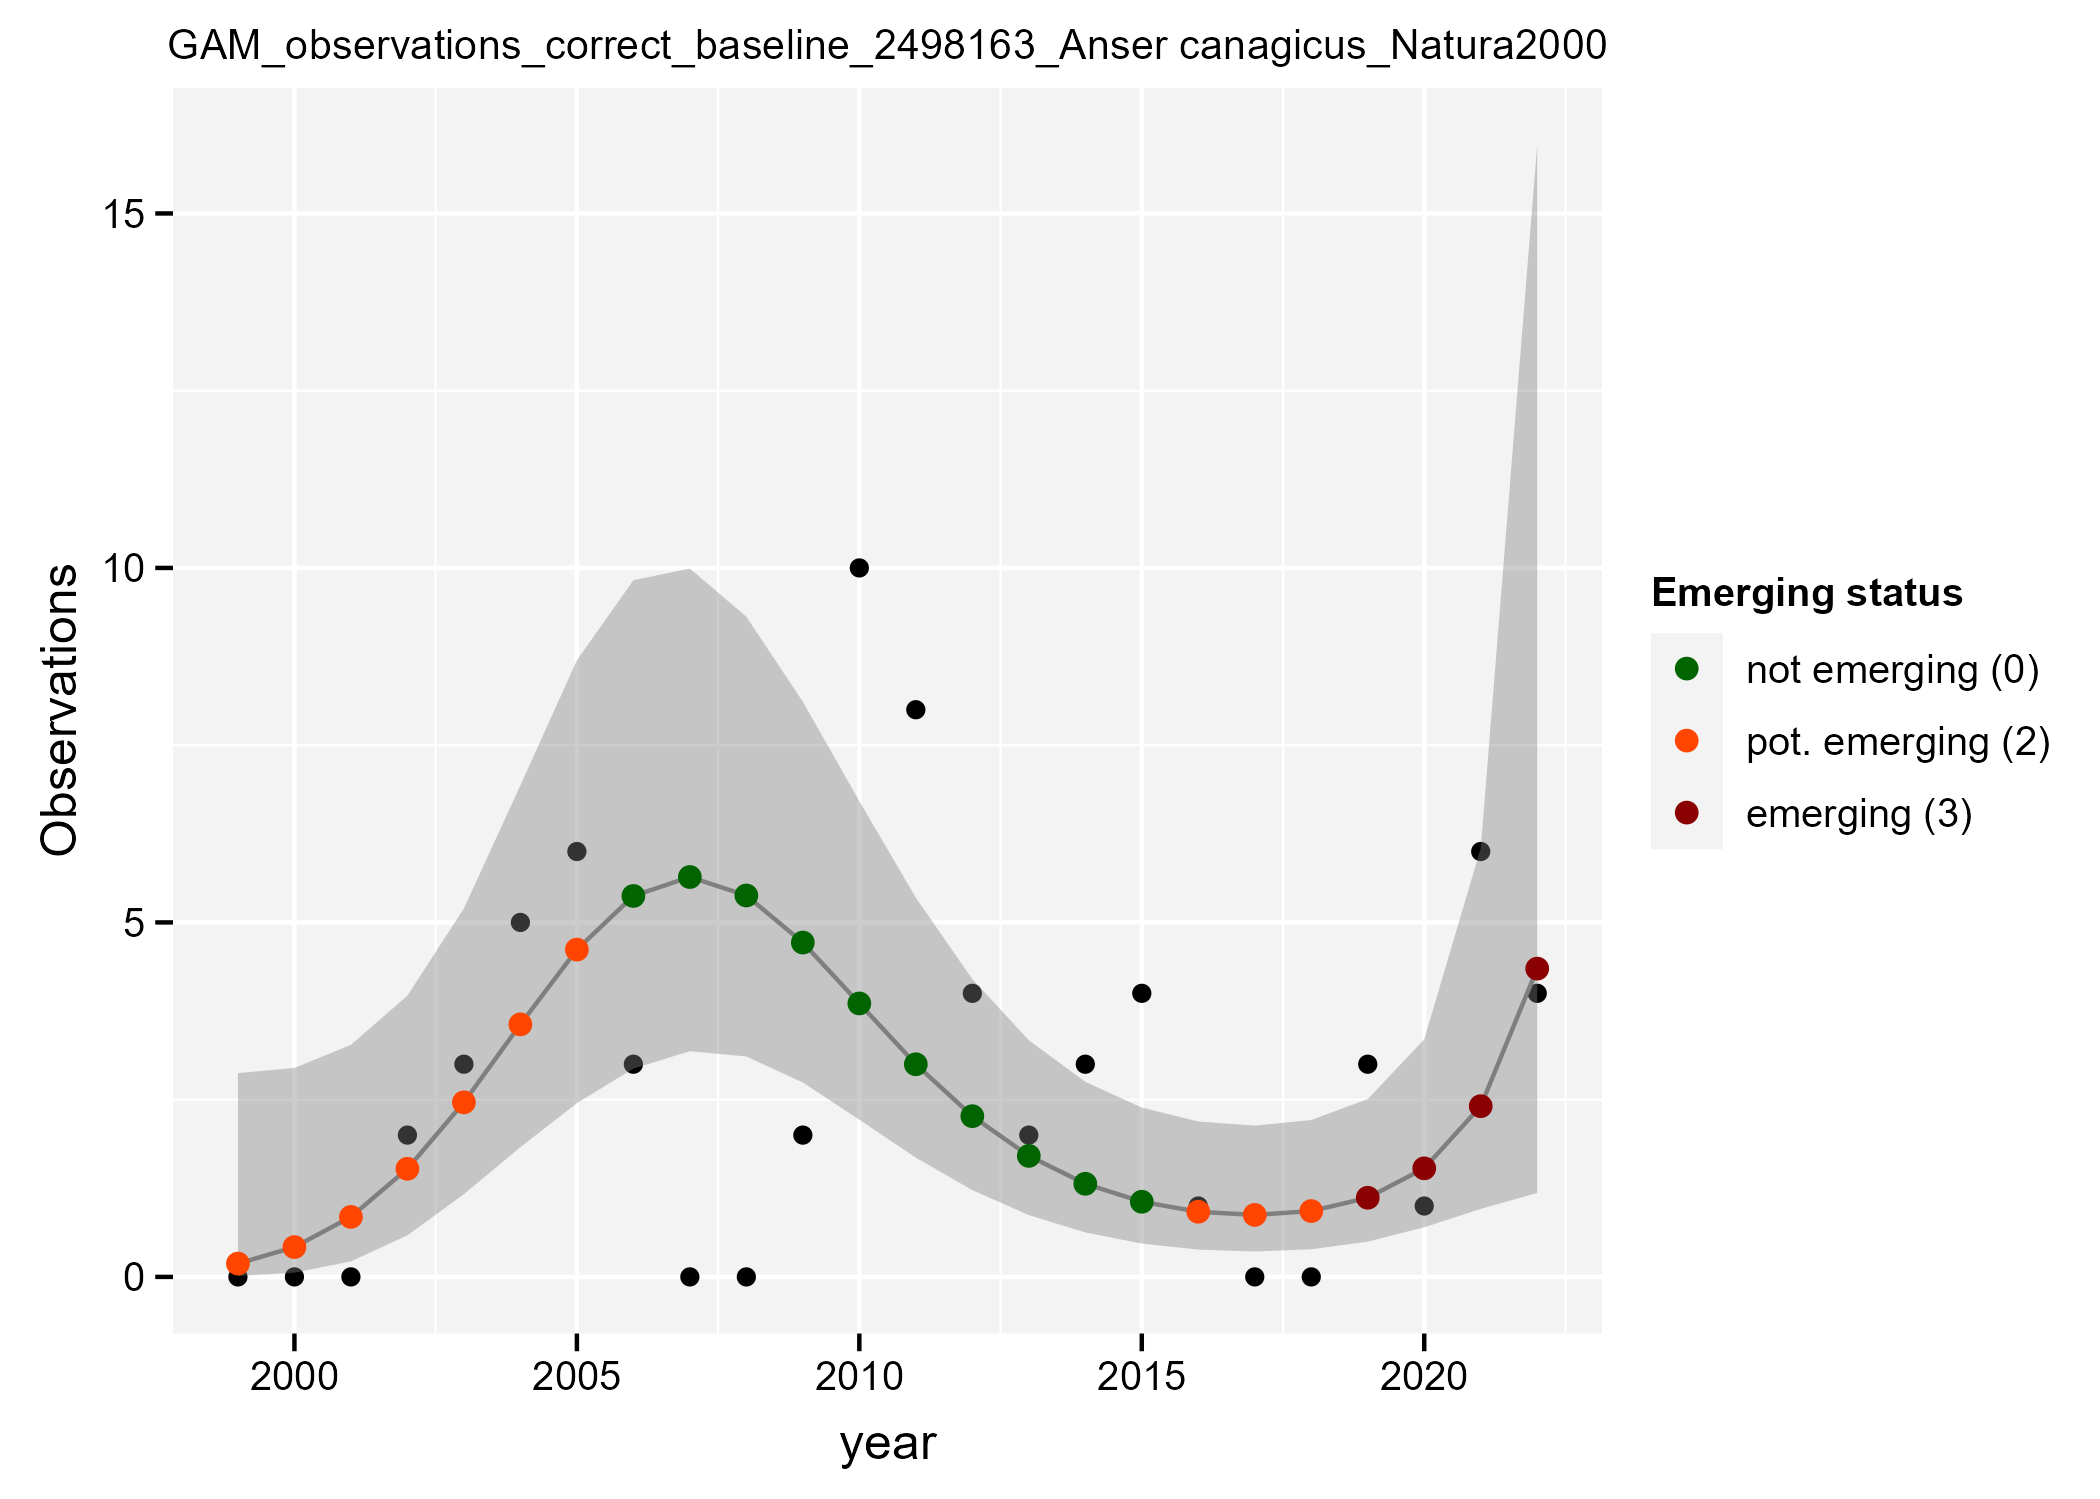 GAM_observations_correct_baseline_2498163_Anser canagicus_Natura2000
15
10
5
0
Observations
2000 2005 2010 2015 2020
year
Emerging status
not emerging (0)
pot. emerging (2)
emerging (3)